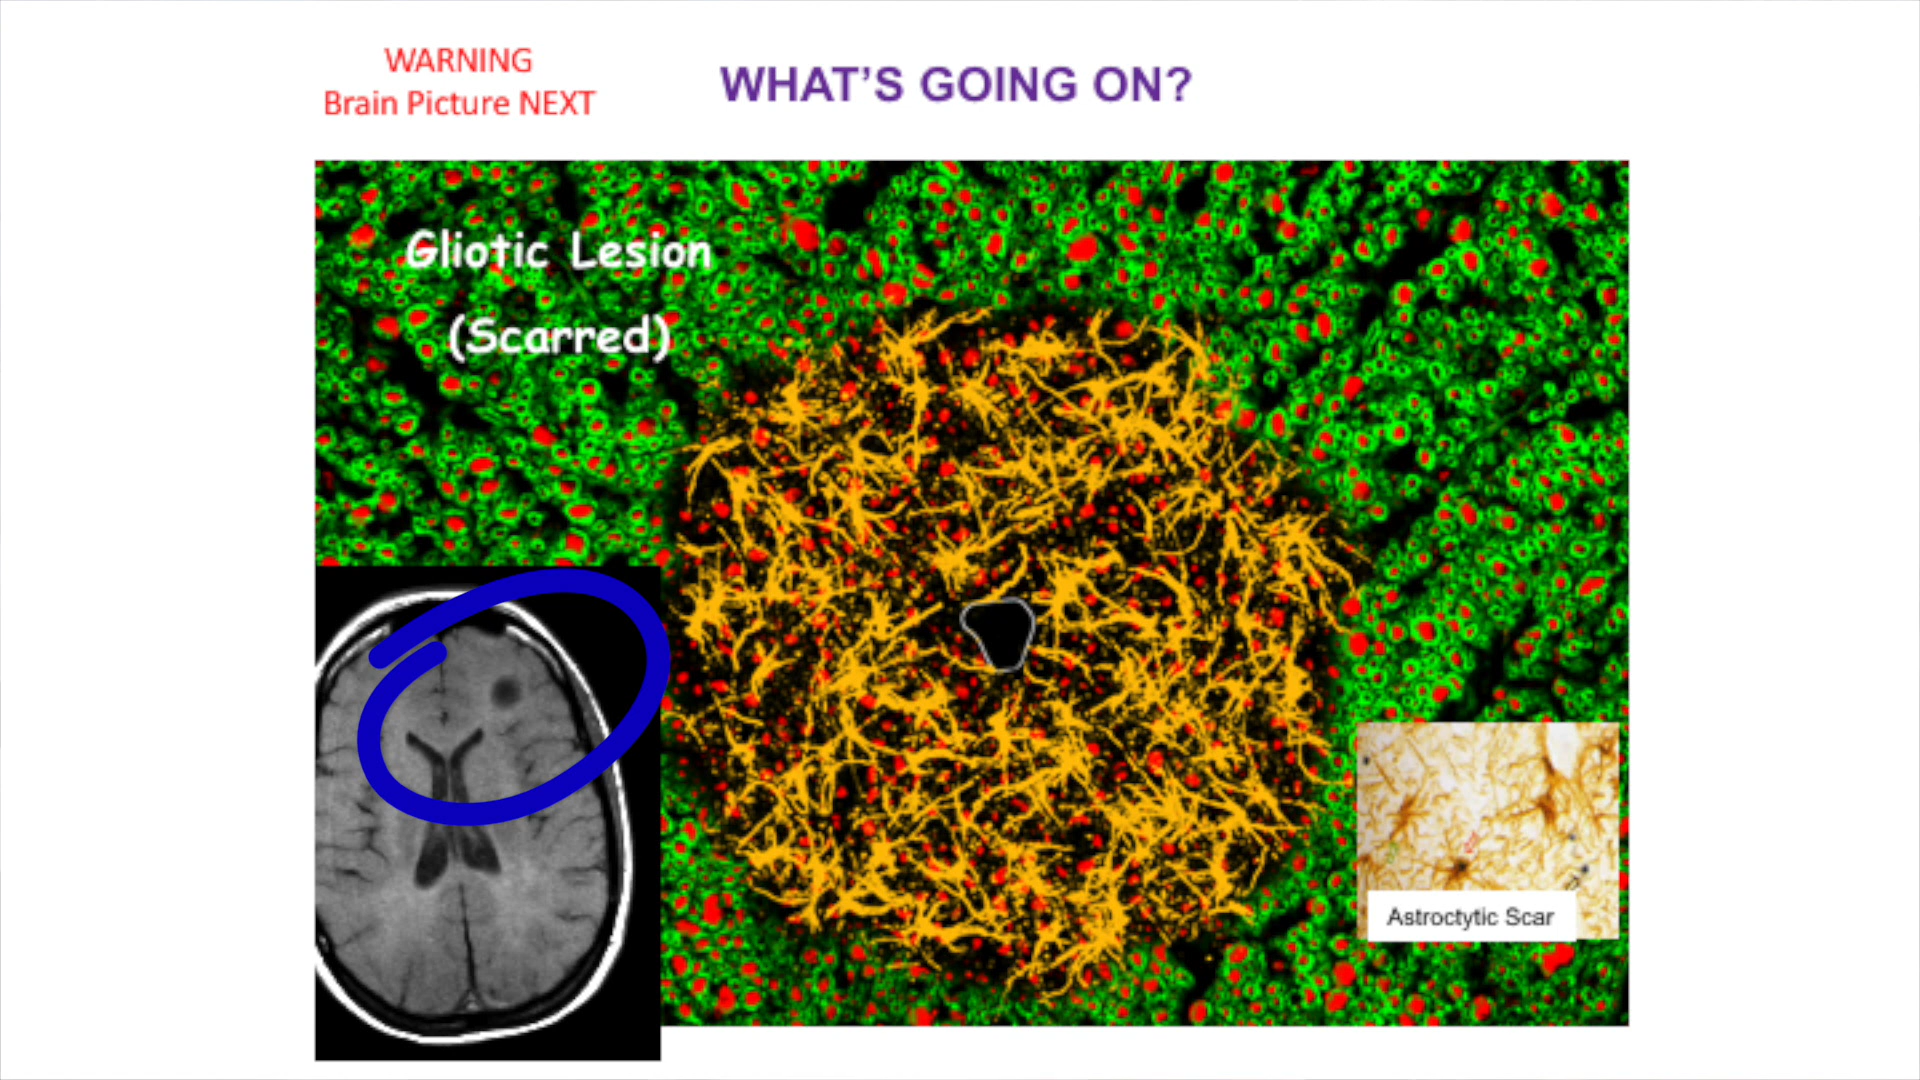 WARNING
Brain Picture NEXT
WHAT'S GOING ON?
Gliotic Lesion
(Scarred)
Astroctytic Scar